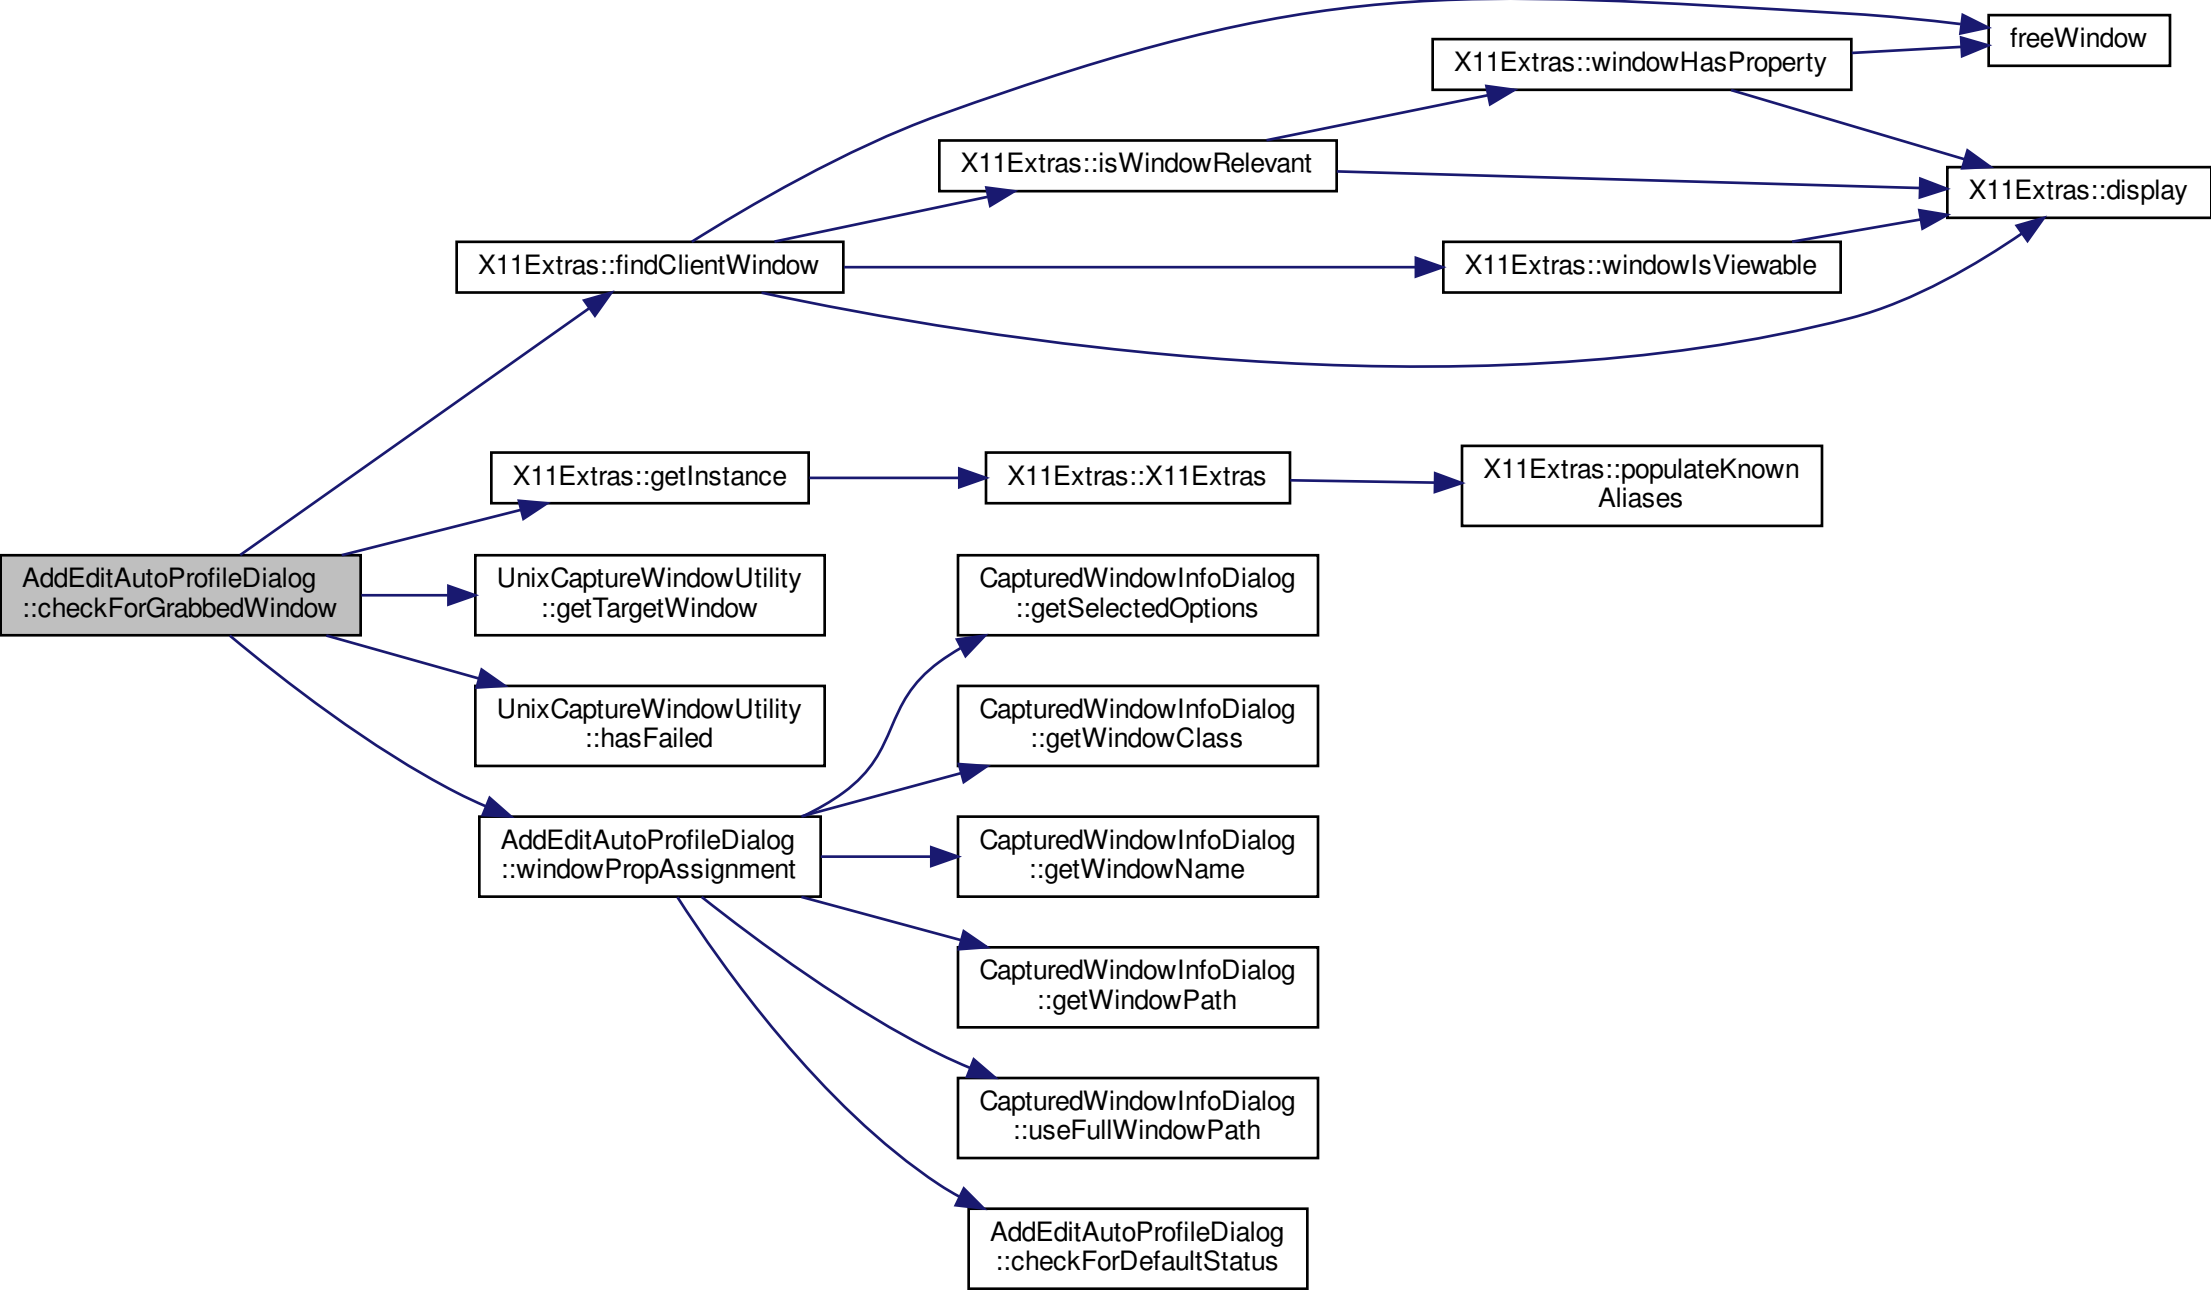 freeWindow
X11Extras::windowHasProperty
X11Extras::isWindowRelevant
X11Extras::display
X11Extras::findClientWindow
X11Extras::windowIsViewable
X11Extras::getInstance
X11Extras::X11Extras
X11Extras::populateKnown
Aliases
AddEditAutoProfileDialog
::checkForGrabbedWindow
UnixCaptureWindowUtility
::getTargetWindow
CapturedWindowInfoDialog
::getSelectedOptions
UnixCaptureWindowUtility
::hasFailed
CapturedWindowInfoDialog
::getWindowClass
AddEditAutoProfileDialog
::windowPropAssignment
CapturedWindowInfoDialog
::getWindowName
CapturedWindowInfoDialog
::getWindowPath
CapturedWindowInfoDialog
::useFullWindowPath
AddEditAutoProfileDialog
::checkForDefaultStatus